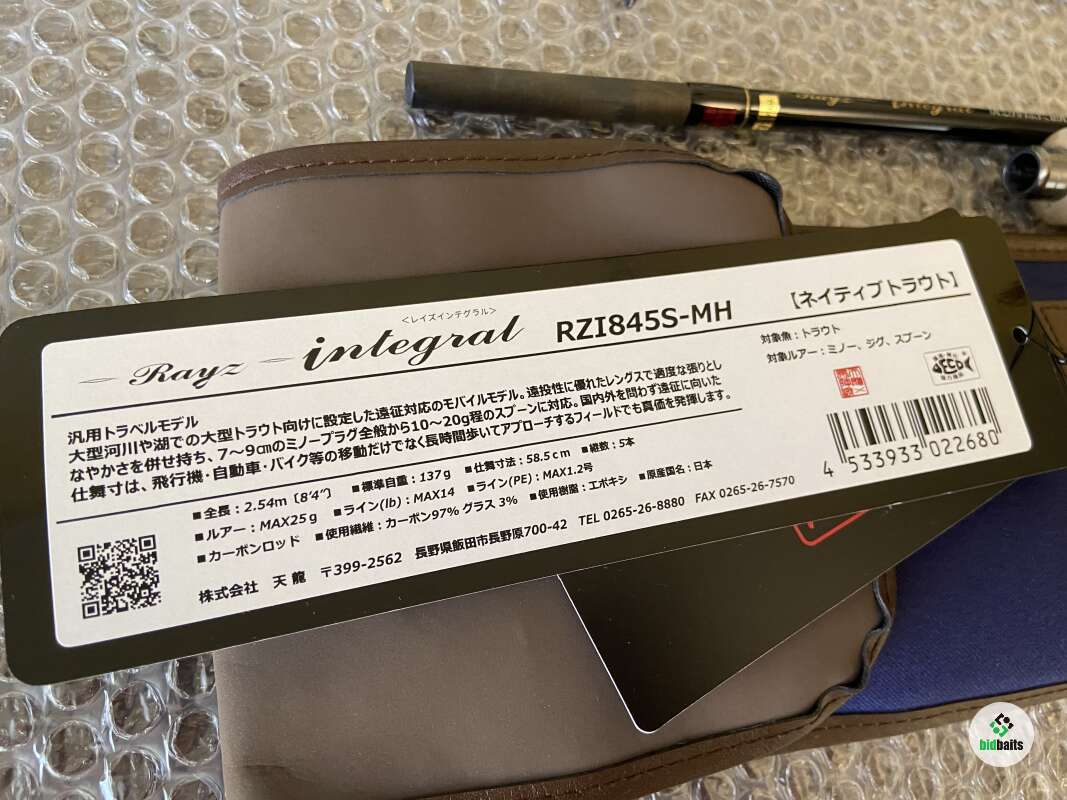 Rayz Integral
<レイズインテグラル>
Rayz integral RZI845S-MH 【ネイティブトラウト】
汎用トラベルモデル
大型河川や湖での大型トラウト向けに設定した遠征対応のモバイルモデル。遠投性に優れたレングスで適度な張りとし
なやかさを併せ持ち、7～9㎝のミノープラグ全般から10～20g程のスプーンに対応。国内外を問わず遠征に向いた
仕舞寸は、飛行機・自動車・バイク等の移動だけでなく長時間歩いてアプローチするフィールドでも真価を発揮します。
対象魚：トラウト
対象ルアー：ミノー、ジグ、スプーン
■全長：2.54m（8'4"） ■標準自重：137g ■仕舞寸法：58.5cm ■継数：5本
■ルアー：MAX25g ■ライン(lb)：MAX14 ■ライン(PE)：MAX1.2号
■カーボンロッド ■使用繊維：カーボン97% グラス3% ■使用樹脂：エポキシ ■原産国名：日本
株式会社 天龍 〒399-2562 長野県飯田市長野原700-42 TEL 0265-26-8880 FAX 0265-26-7570
4 533933 022680
bidbaits